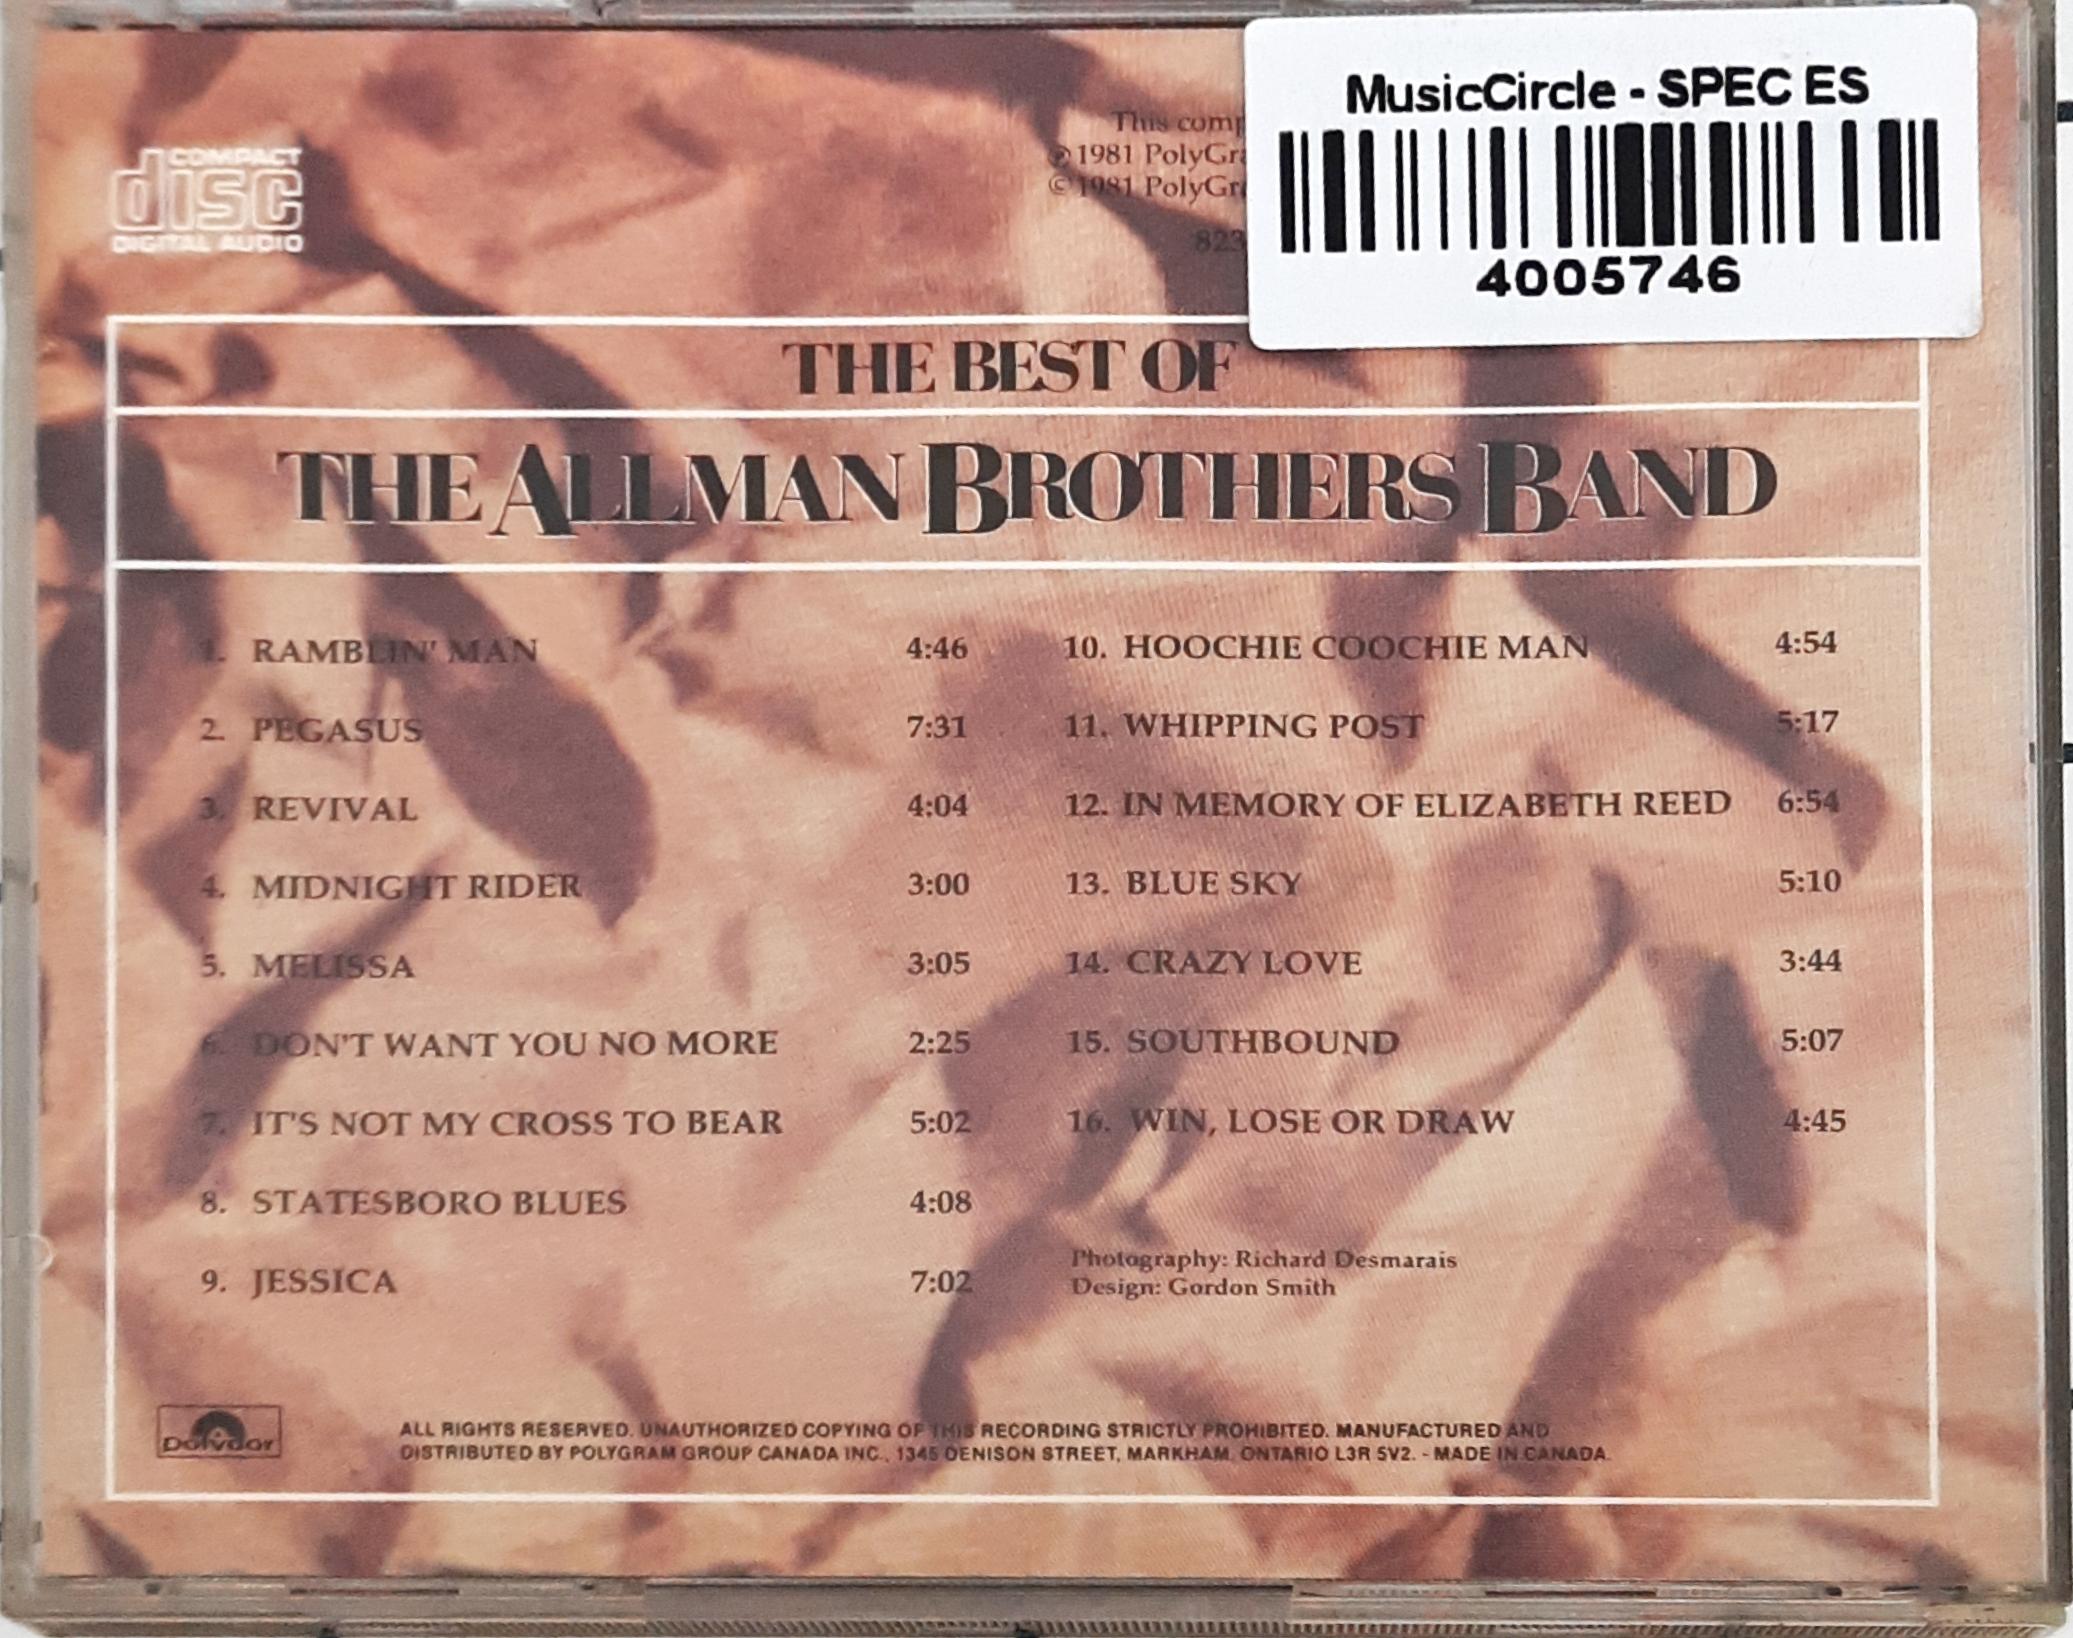 MusicCircle - SPEC ES
4005746
COMPACT
disc
DIGITAL AUDIO
This
℗ 1981
© 1981
THE BEST OF
THE ALLMAN BROTHERS BAND
1. RAMBLIN' MAN 4:46
2. PEGASUS 7:31
3. REVIVAL 4:04
4. MIDNIGHT RIDER 3:00
5. MELISSA 3:05
6. DON'T WANT YOU NO MORE 2:25
7. IT'S NOT MY CROSS TO BEAR 5:02
8. STATESBORO BLUES 4:08
9. JESSICA 7:02
10. HOOCHIE COOCHIE MAN 4:54
11. WHIPPING POST 5:17
12. IN MEMORY OF ELIZABETH REED 6:54
13. BLUE SKY 5:10
14. CRAZY LOVE 3:44
15. SOUTHBOUND 5:07
16. WIN, LOSE OR DRAW 4:45
Photography: Richard Desmarais
Design: Gordon Smith
Polydor
ALL RIGHTS RESERVED. UNAUTHORIZED COPYING OF THIS RECORDING STRICTLY PROHIBITED. MANUFACTURED AND
DISTRIBUTED BY POLYGRAM GROUP CANADA INC., 1345 DENISON STREET, MARKHAM, ONTARIO L3R 5V2. - MADE IN CANADA.